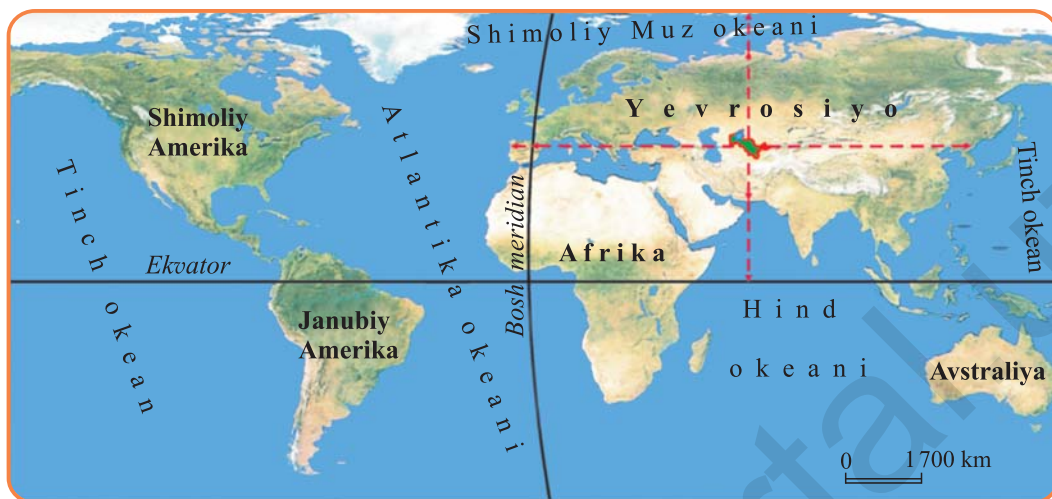 Shimoliy Muz okeani
Shimoliy
Amerika
Yevrosiyo
Tinch okean
Atlantika okeani
Tinch okean
Bosh meridian
Afrika
Ekvator
Janubiy
Amerika
Hind
okeani
Avstraliya
0 1700 km